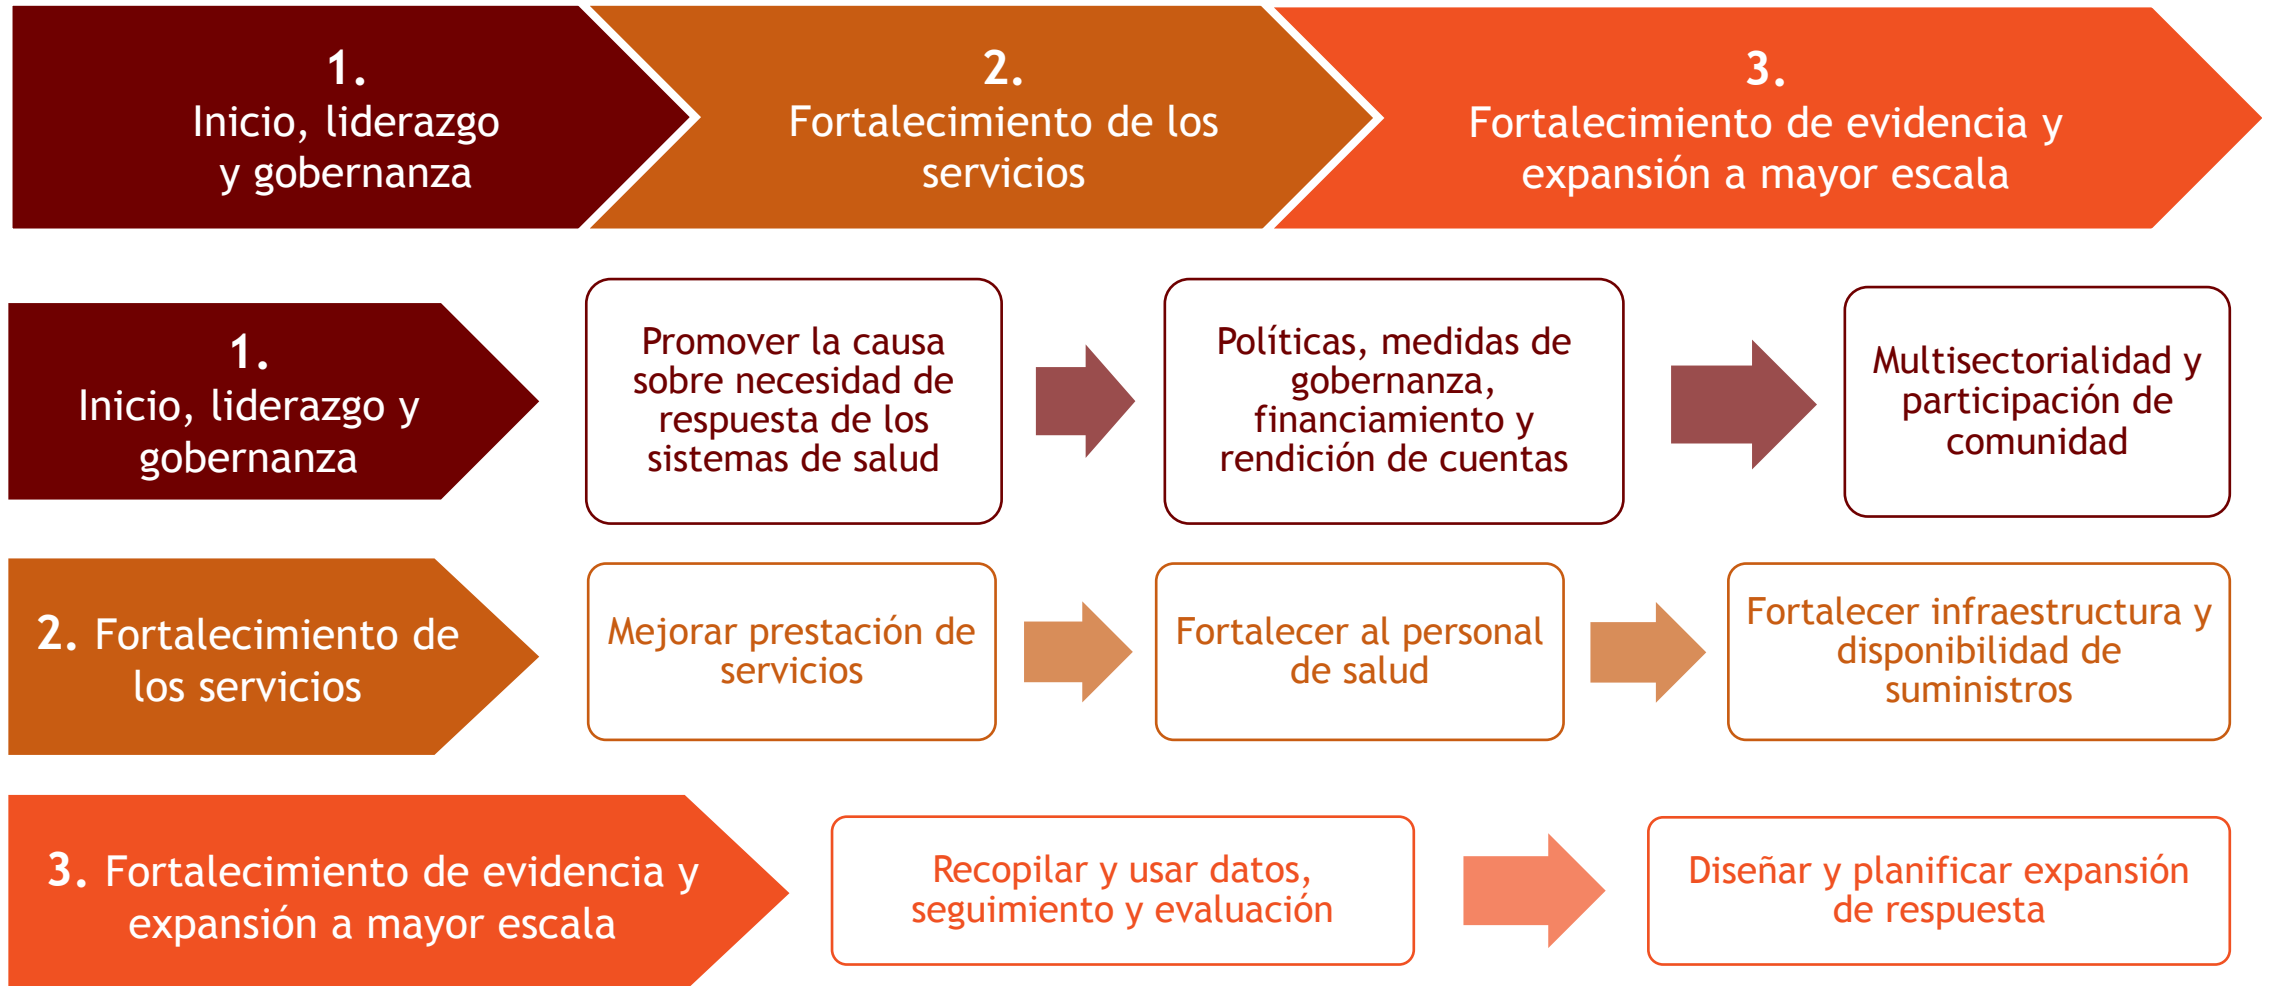 1.
Inicio, liderazgo
y gobernanza
2.
Fortalecimiento de los
servicios
3.
Fortalecimiento de evidencia y
expansión a mayor escala
1.
Inicio, liderazgo y
gobernanza
Promover la causa
sobre necesidad de
respuesta de los
sistemas de salud
Políticas, medidas de
gobernanza,
financiamiento y
rendición de cuentas
Multisectorialidad y
participación de
comunidad
2. Fortalecimiento de
los servicios
Mejorar prestación de
servicios
Fortalecer al personal
de salud
Fortalecer infraestructura y
disponibilidad de
suministros
3. Fortalecimiento de evidencia y
expansión a mayor escala
Recopilar y usar datos,
seguimiento y evaluación
Diseñar y planificar expansión
de respuesta